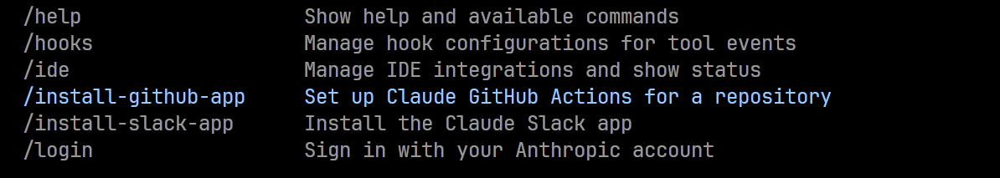 /help Show help and available commands
/hooks Manage hook configurations for tool events
/ide Manage IDE integrations and show status
/install-github-app Set up Claude GitHub Actions for a repository
/install-slack-app Install the Claude Slack app
/login Sign in with your Anthropic account